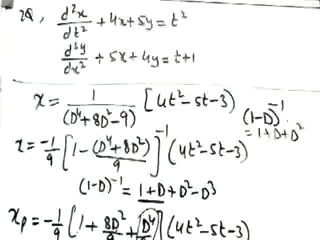 2Q, d²x/dt² + 4x + 5y = t²
d²y/dx² + 5x + 4y = t + 1
x = 1/(D⁴+8D²-9) [4t²-5t-3]
(1-D)⁻¹
= 1+D+D²
x = -1/9 [1 - (D⁴+8D²)/9]⁻¹ (4t²-5t-3)
(1-D)⁻¹ = 1+D+D²-D³
xp = -1/9 [1 + 8D²/9 + D⁴/9] (4t²-5t-3)